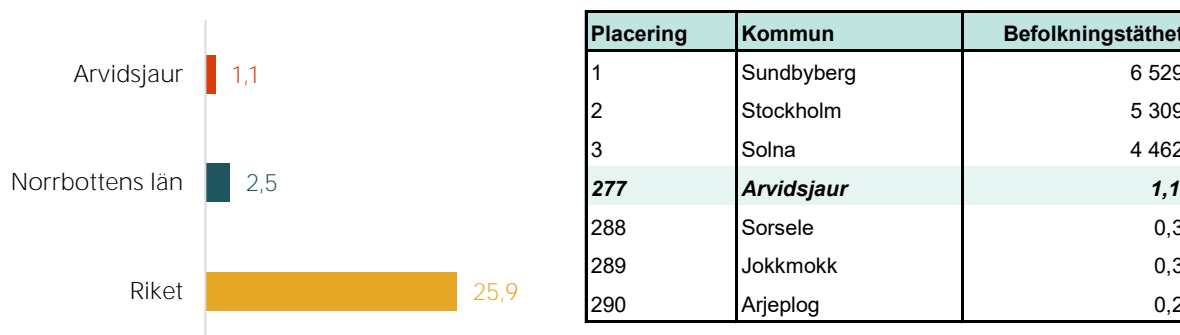 Arvidsjaur 1,1
Norrbottens län 2,5
Riket 25,9
Placering Kommun Befolkningstäthet
1 Sundbyberg 6 529
2 Stockholm 5 309
3 Solna 4 462
277 Arvidsjaur 1,1
288 Sorsele 0,3
289 Jokkmokk 0,3
290 Arjeplog 0,2